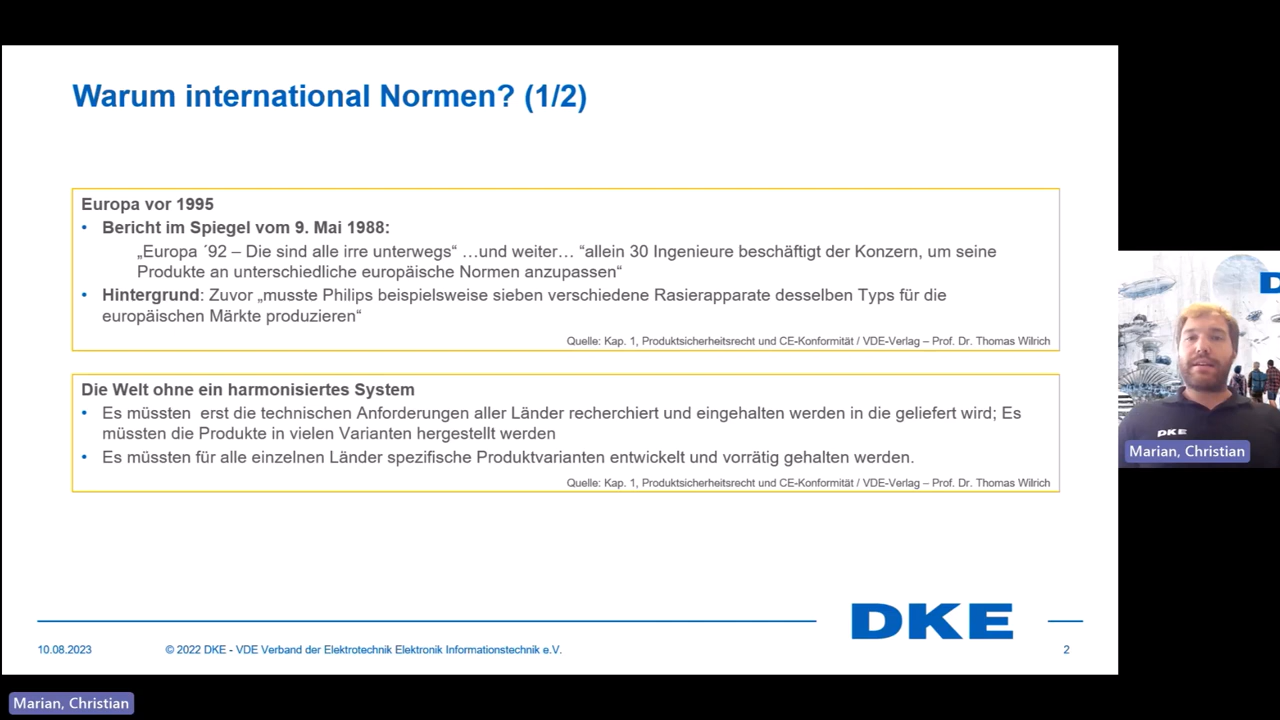 Warum international Normen? (1/2)
Europa vor 1995
• Bericht im Spiegel vom 9. Mai 1988:
„Europa ´92 – Die sind alle irre unterwegs“ …und weiter… “allein 30 Ingenieure beschäftigt der Konzern, um seine
Produkte an unterschiedliche europäische Normen anzupassen“
• Hintergrund: Zuvor „musste Philips beispielsweise sieben verschiedene Rasierapparate desselben Typs für die
europäischen Märkte produzieren“
Quelle: Kap. 1, Produktsicherheitsrecht und CE-Konformität / VDE-Verlag – Prof. Dr. Thomas Wilrich
Die Welt ohne ein harmonisiertes System
• Es müssten erst die technischen Anforderungen aller Länder recherchiert und eingehalten werden in die geliefert wird; Es
müssten die Produkte in vielen Varianten hergestellt werden
• Es müssten für alle einzelnen Länder spezifische Produktvarianten entwickelt und vorrätig gehalten werden.
Quelle: Kap. 1, Produktsicherheitsrecht und CE-Konformität / VDE-Verlag – Prof. Dr. Thomas Wilrich
DKE
10.08.2023
© 2022 DKE - VDE Verband der Elektrotechnik Elektronik Informationstechnik e.V.
2
D
DKE
Marian, Christian
Marian, Christian